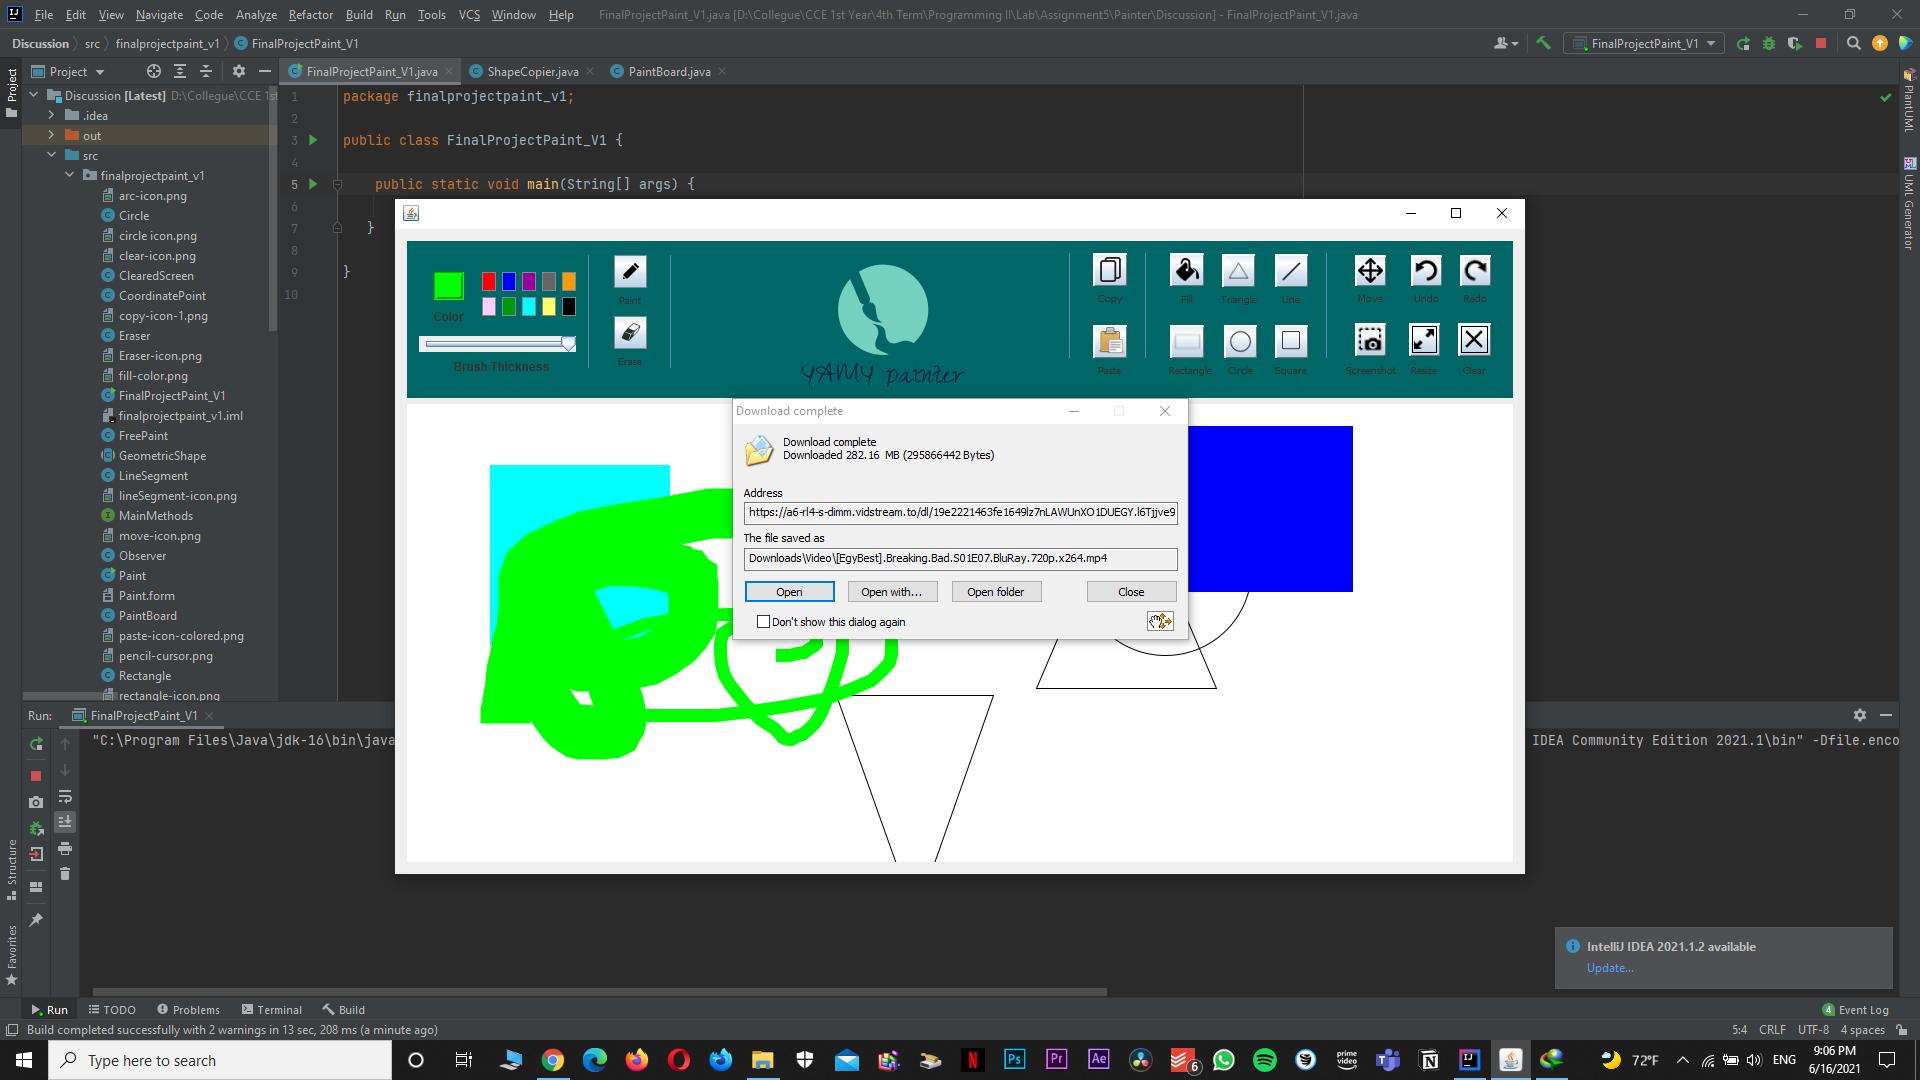 File Edit View Navigate Code Analyze Refactor Build Run Tools VCS Window Help FinalProjectPaint_V1.java [D:\Collegue\CCE 1st Year\4th Term\Programming II\Lab\Assignment5\Painter\Discussion] - FinalProjectPaint_V1.java
Discussion src finalprojectpaint_v1 FinalProjectPaint_V1 FinalProjectPaint_V1
Project FinalProjectPaint_V1.java ShapeCopier.java PaintBoard.java
Project
PlantUML
UML Generator
Structure
Favorites
Discussion [Latest] D:\Collegue\CCE 1st
.idea
out
src
finalprojectpaint_v1
arc-icon.png
Circle
circle icon.png
clear-icon.png
ClearedScreen
CoordinatePoint
copy-icon-1.png
Eraser
Eraser-icon.png
fill-color.png
FinalProjectPaint_V1
finalprojectpaint_v1.iml
FreePaint
GeometricShape
LineSegment
lineSegment-icon.png
MainMethods
move-icon.png
Observer
Paint
Paint.form
PaintBoard
paste-icon-colored.png
pencil-cursor.png
Rectangle
rectangle-icon.png
1 package finalprojectpaint_v1;
2
3 public class FinalProjectPaint_V1 {
4
5 public static void main(String[] args) {
6
7 }
8
9 }
10
Color
Brush Thickness
Paint
Erase
YAMY painter
Copy Fill Triangle Line Move Undo Redo
Paste Rectangle Circle Square Screenshot Resize Clear
Download complete
Download complete
Downloaded 282.16 MB (295866442 Bytes)
Address
https://a6-rl4-s-dimm.vidstream.to/dl/19e2221463fe1649lz7nLAWUnXO1DUEGY.l6Tjjve9
The file saved as
Downloads\Video\[EgyBest].Breaking.Bad.S01E07.BluRay.720p.x264.mp4
Open Open with... Open folder Close
Don't show this dialog again
Run: FinalProjectPaint_V1
"C:\Program Files\Java\jdk-16\bin\java IDEA Community Edition 2021.1\bin" -Dfile.enco
IntelliJ IDEA 2021.1.2 available
Update...
Run TODO Problems Terminal Build 4 Event Log
Build completed successfully with 2 warnings in 13 sec, 208 ms (a minute ago) 5:4 CRLF UTF-8 4 spaces
Type here to search
N Ps Pr Ae 6 prime video 72°F ENG
9:06 PM
6/16/2021